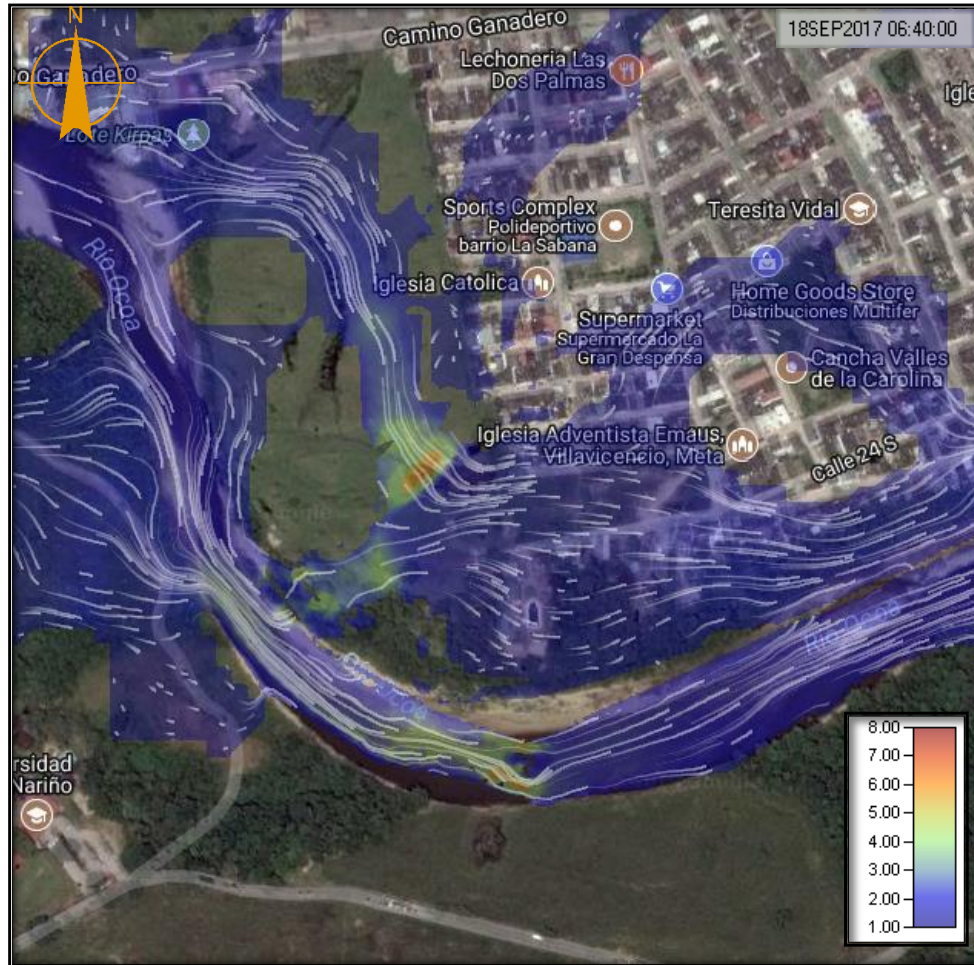 N
18SEP2017 06:40:00
Camino Ganadero
Lechoneria Las
Dos Palmas
Ganadero
Lote Kirpas
Sports Complex
Polideportivo
barrio La Sabana
Teresita Vidal
Río Ocoa
Iglesia Catolica
Home Goods Store
Distribuciones Multifer
Supermarket
Supermercado La
Gran Despensa
Cancha Valles
de la Carolina
Iglesia Adventista Emaus,
Villavicencio, Meta
Calle 24 S
Río Ocoa
rsidad
Nariño
8.00
7.00
6.00
5.00
4.00
3.00
2.00
1.00